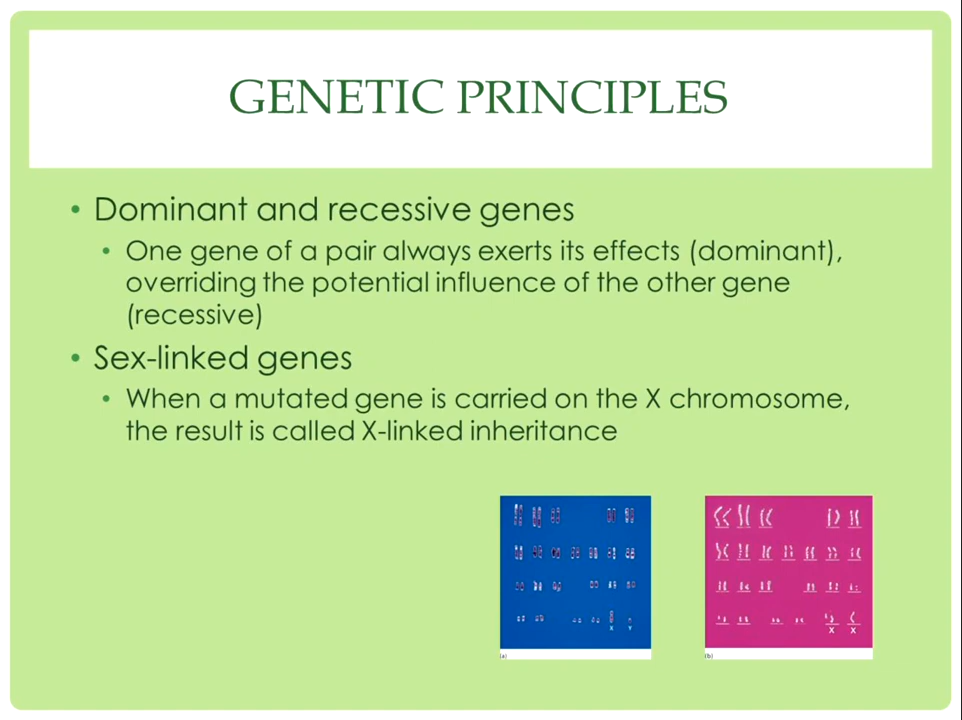 GENETIC PRINCIPLES
• Dominant and recessive genes
• One gene of a pair always exerts its effects (dominant),
overriding the potential influence of the other gene
(recessive)
• Sex-linked genes
• When a mutated gene is carried on the X chromosome,
the result is called X-linked inheritance
X Y
X X
(a)
(b)